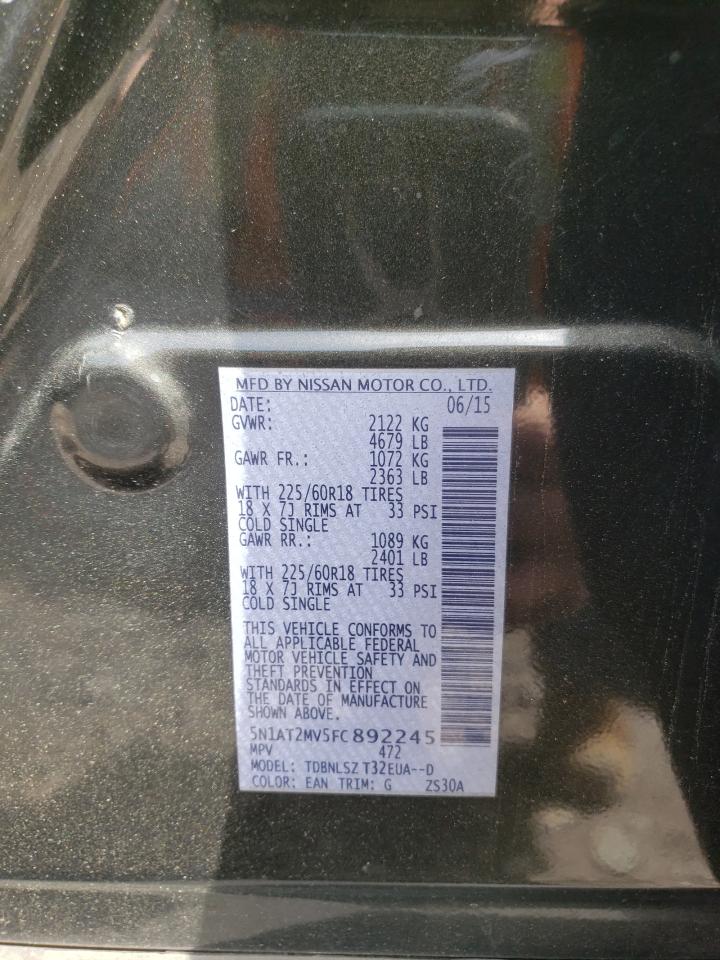 MFD BY NISSAN MOTOR CO., LTD.
DATE: 06/15
GVWR: 2122 KG
4679 LB
GAWR FR.: 1072 KG
2363 LB
WITH 225/60R18 TIRES
18 X 7J RIMS AT 33 PSI
COLD SINGLE
GAWR RR.: 1089 KG
2401 LB
WITH 225/60R18 TIRES
18 X 7J RIMS AT 33 PSI
COLD SINGLE
THIS VEHICLE CONFORMS TO
ALL APPLICABLE FEDERAL
MOTOR VEHICLE SAFETY AND
THEFT PREVENTION
STANDARDS IN EFFECT ON
THE DATE OF MANUFACTURE
SHOWN ABOVE.
5N1AT2MV5FC892245
MPV 472
MODEL: TDBNLSZ T32EUA--D
COLOR: EAN TRIM: G ZS30A